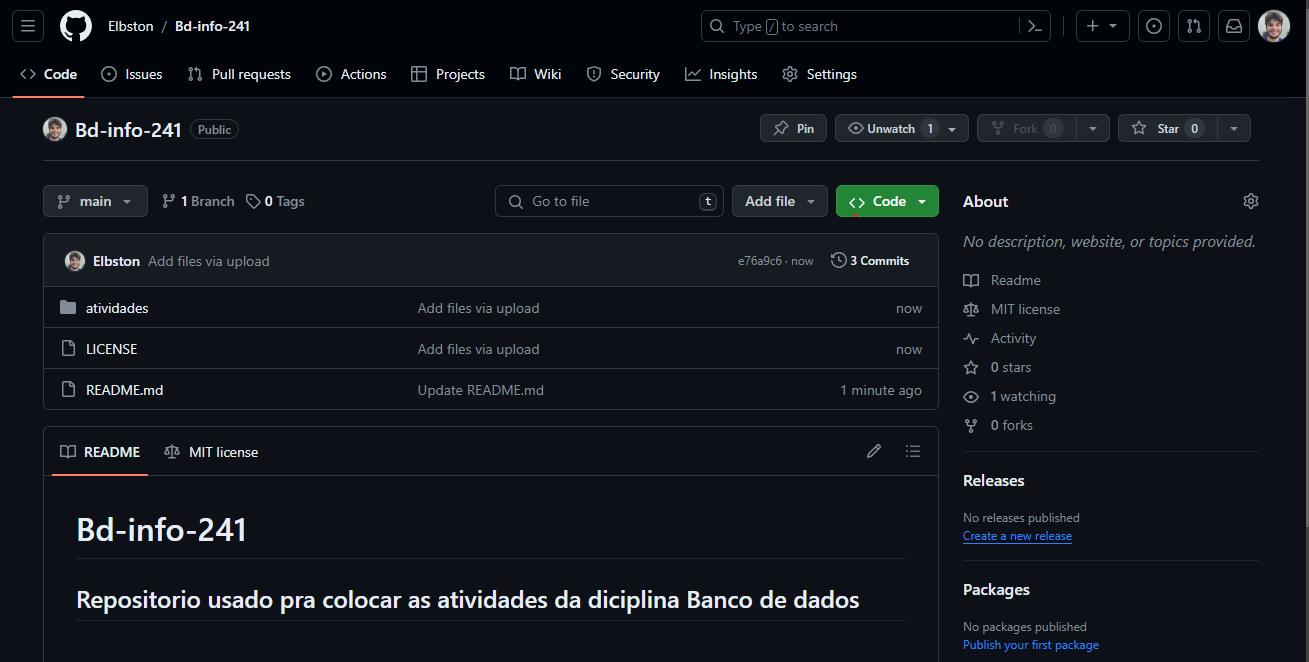 Elbston / Bd-info-241
Type / to search
Code Issues Pull requests Actions Projects Wiki Security Insights Settings
Bd-info-241 Public
Pin Unwatch 1 Fork 0 Star 0
main 1 Branch 0 Tags Go to file t Add file Code
Elbston Add files via upload e76a9c6 · now 3 Commits
atividades Add files via upload now
LICENSE Add files via upload now
README.md Update README.md 1 minute ago
README MIT license
Bd-info-241
Repositorio usado pra colocar as atividades da diciplina Banco de dados
About
No description, website, or topics provided.
Readme
MIT license
Activity
0 stars
1 watching
0 forks
Releases
No releases published
Create a new release
Packages
No packages published
Publish your first package